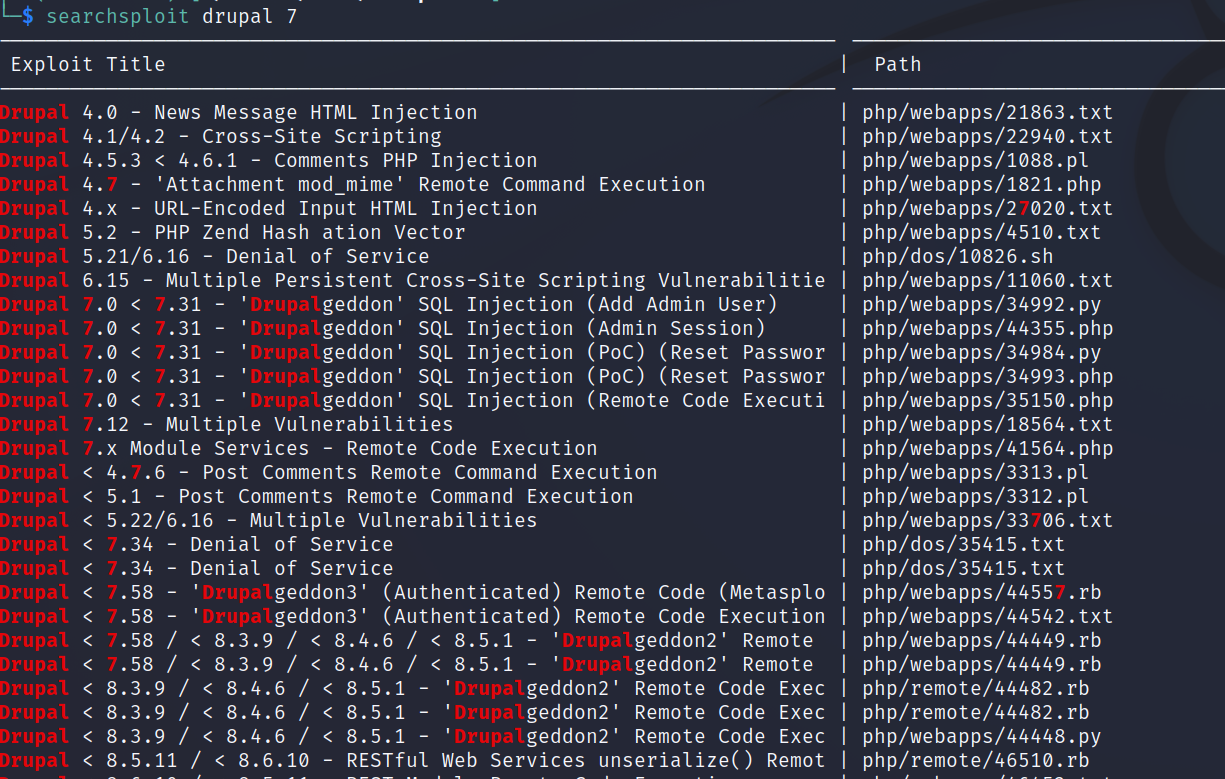 $ searchsploit drupal 7
Exploit Title | Path
Drupal 4.0 - News Message HTML Injection | php/webapps/21863.txt
Drupal 4.1/4.2 - Cross-Site Scripting | php/webapps/22940.txt
Drupal 4.5.3 < 4.6.1 - Comments PHP Injection | php/webapps/1088.pl
Drupal 4.7 - 'Attachment mod_mime' Remote Command Execution | php/webapps/1821.php
Drupal 4.x - URL-Encoded Input HTML Injection | php/webapps/27020.txt
Drupal 5.2 - PHP Zend Hash ation Vector | php/webapps/4510.txt
Drupal 5.21/6.16 - Denial of Service | php/dos/10826.sh
Drupal 6.15 - Multiple Persistent Cross-Site Scripting Vulnerabilitie | php/webapps/11060.txt
Drupal 7.0 < 7.31 - 'Drupalgeddon' SQL Injection (Add Admin User) | php/webapps/34992.py
Drupal 7.0 < 7.31 - 'Drupalgeddon' SQL Injection (Admin Session) | php/webapps/44355.php
Drupal 7.0 < 7.31 - 'Drupalgeddon' SQL Injection (PoC) (Reset Passwor | php/webapps/34984.py
Drupal 7.0 < 7.31 - 'Drupalgeddon' SQL Injection (PoC) (Reset Passwor | php/webapps/34993.php
Drupal 7.0 < 7.31 - 'Drupalgeddon' SQL Injection (Remote Code Executi | php/webapps/35150.php
Drupal 7.12 - Multiple Vulnerabilities | php/webapps/18564.txt
Drupal 7.x Module Services - Remote Code Execution | php/webapps/41564.php
Drupal < 4.7.6 - Post Comments Remote Command Execution | php/webapps/3313.pl
Drupal < 5.1 - Post Comments Remote Command Execution | php/webapps/3312.pl
Drupal < 5.22/6.16 - Multiple Vulnerabilities | php/webapps/33706.txt
Drupal < 7.34 - Denial of Service | php/dos/35415.txt
Drupal < 7.34 - Denial of Service | php/dos/35415.txt
Drupal < 7.58 - 'Drupalgeddon3' (Authenticated) Remote Code (Metasplo | php/webapps/44557.rb
Drupal < 7.58 - 'Drupalgeddon3' (Authenticated) Remote Code Execution | php/webapps/44542.txt
Drupal < 7.58 / < 8.3.9 / < 8.4.6 / < 8.5.1 - 'Drupalgeddon2' Remote | php/webapps/44449.rb
Drupal < 7.58 / < 8.3.9 / < 8.4.6 / < 8.5.1 - 'Drupalgeddon2' Remote | php/webapps/44449.rb
Drupal < 8.3.9 / < 8.4.6 / < 8.5.1 - 'Drupalgeddon2' Remote Code Exec | php/remote/44482.rb
Drupal < 8.3.9 / < 8.4.6 / < 8.5.1 - 'Drupalgeddon2' Remote Code Exec | php/remote/44482.rb
Drupal < 8.3.9 / < 8.4.6 / < 8.5.1 - 'Drupalgeddon2' Remote Code Exec | php/webapps/44448.py
Drupal < 8.5.11 / < 8.6.10 - RESTful Web Services unserialize() Remot | php/remote/46510.rb